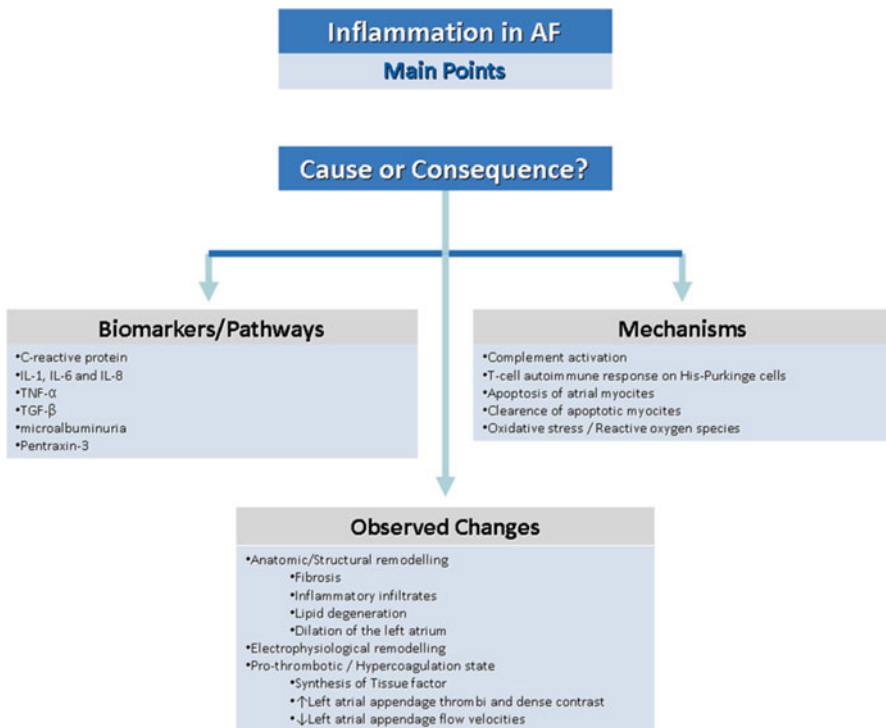 Inflammation in AF
Main Points
Cause or Consequence?
Biomarkers/Pathways
•C-reactive protein
•IL-1, IL-6 and IL-8
•TNF-α
•TGF-β
•microalbuminuria
•Pentraxin-3
Mechanisms
•Complement activation
•T-cell autoimmune response on His-Purkinge cells
•Apoptosis of atrial myocites
•Clearence of apoptotic myocites
•Oxidative stress / Reactive oxygen species
Observed Changes
•Anatomic/Structural remodelling
•Fibrosis
•Inflammatory infiltrates
•Lipid degeneration
•Dilation of the left atrium
•Electrophysiological remodelling
•Pro-thrombotic / Hypercoagulation state
•Synthesis of Tissue factor
•↑Left atrial appendage thrombi and dense contrast
•↓Left atrial appendage flow velocities